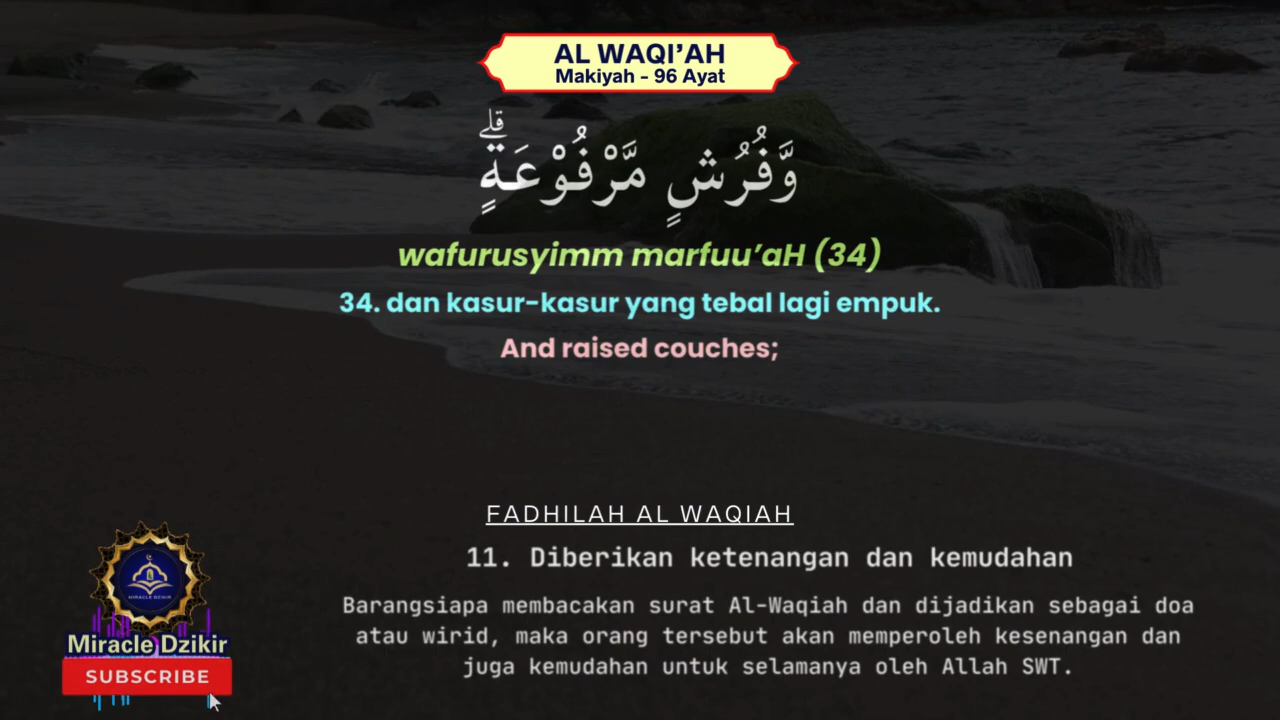 AL WAQI’AH
Makiyah - 96 Ayat
وَّفُرُشٍ مَّرْفُوْعَةٍۗ
wafurusyimm marfuu’aH (34)
34. dan kasur-kasur yang tebal lagi empuk.
And raised couches;
FADHILAH AL WAQIAH
11. Diberikan ketenangan dan kemudahan
Barangsiapa membacakan surat Al-Waqiah dan dijadikan sebagai doa
atau wirid, maka orang tersebut akan memperoleh kesenangan dan
juga kemudahan untuk selamanya oleh Allah SWT.
MIRACLE DZIKIR
Miracle Dzikir
SUBSCRIBE